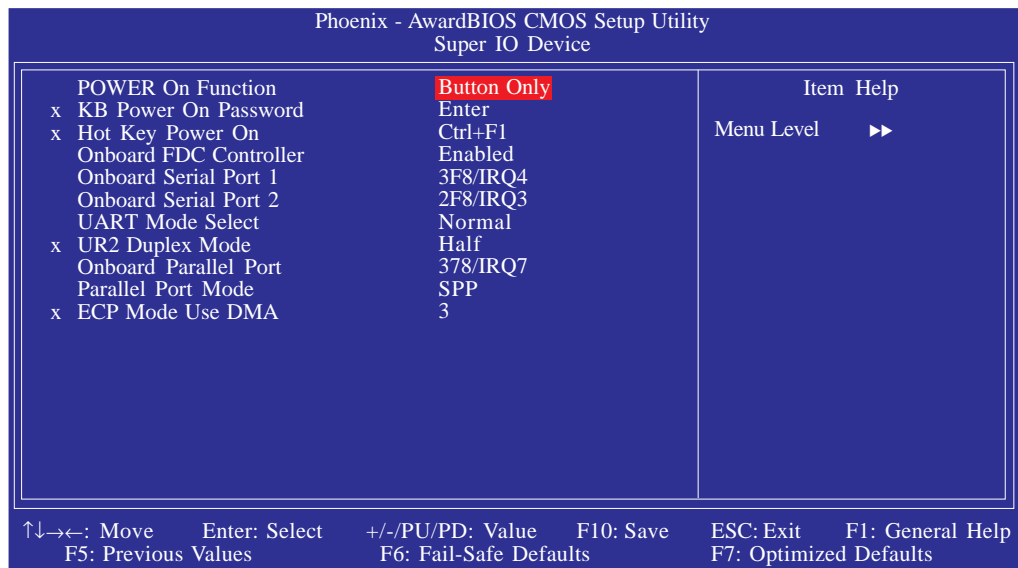 Phoenix - AwardBIOS CMOS Setup Utility
Super IO Device
POWER On Function Button Only
x KB Power On Password Enter
x Hot Key Power On Ctrl+F1
Onboard FDC Controller Enabled
Onboard Serial Port 1 3F8/IRQ4
Onboard Serial Port 2 2F8/IRQ3
UART Mode Select Normal
x UR2 Duplex Mode Half
Onboard Parallel Port 378/IRQ7
Parallel Port Mode SPP
x ECP Mode Use DMA 3
Item Help
Menu Level ▶▶
↑↓→←: Move Enter: Select +/-/PU/PD: Value F10: Save ESC: Exit F1: General Help
F5: Previous Values F6: Fail-Safe Defaults F7: Optimized Defaults